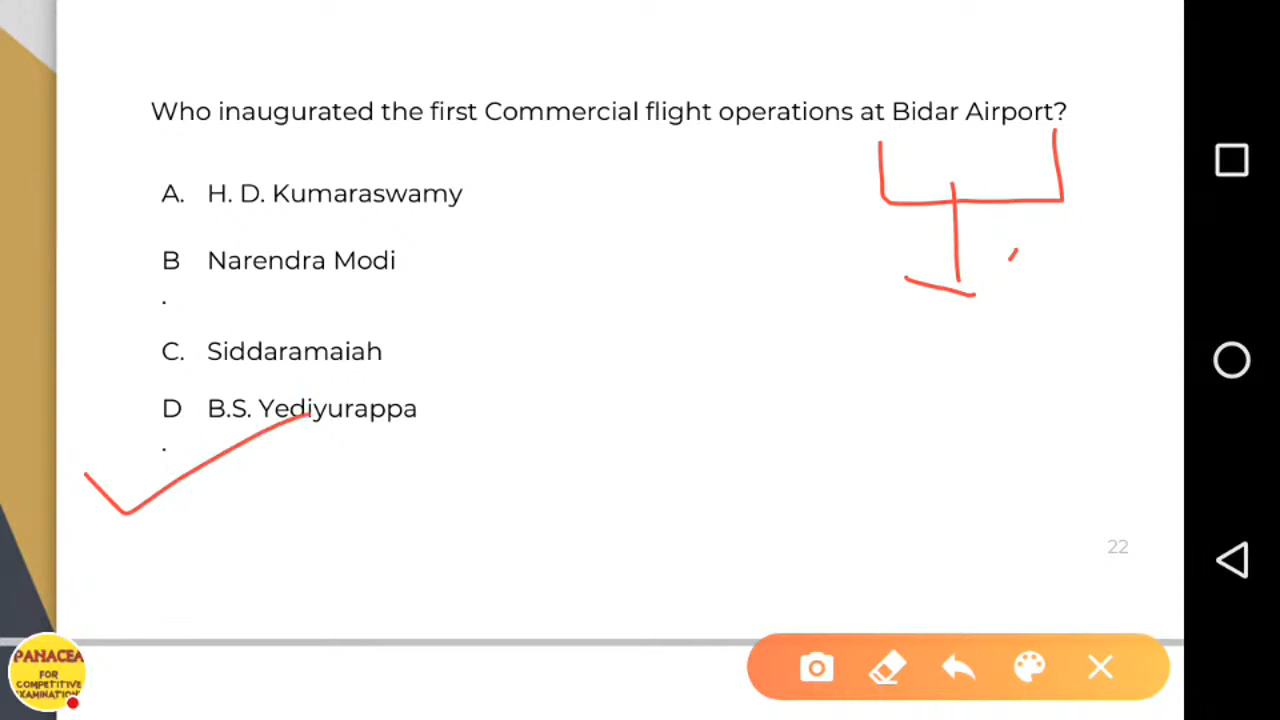 Who inaugurated the first Commercial flight operations at Bidar Airport?
A. H. D. Kumaraswamy
B Narendra Modi
.
C. Siddaramaiah
D B.S. Yediyurappa
.
22
PANACEA
FOR
COMPETITIVE
EXAMINATION